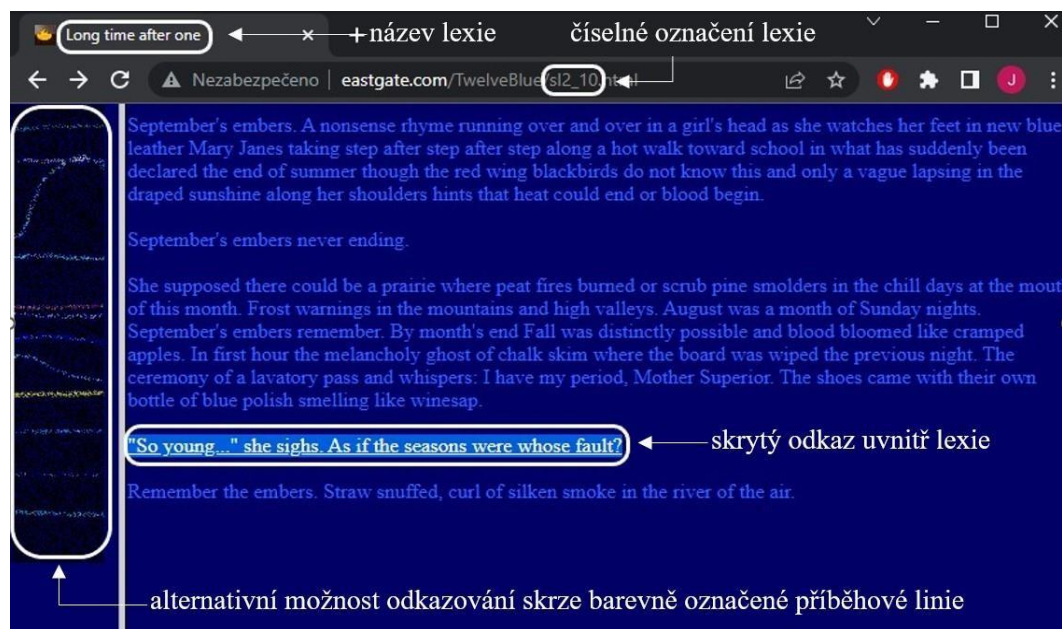 Long time after one × + název lexie číselné označení lexie
Nezabezpečeno | eastgate.com/TwelveBlue/sl2_10.html J
September's embers. A nonsense rhyme running over and over in a girl's head as she watches her feet in new blue
leather Mary Janes taking step after step after step along a hot walk toward school in what has suddenly been
declared the end of summer though the red wing blackbirds do not know this and only a vague lapsing in the
draped sunshine along her shoulders hints that heat could end or blood begin.
September's embers never ending.
She supposed there could be a prairie where peat fires burned or scrub pine smolders in the chill days at the mout
of this month. Frost warnings in the mountains and high valleys. August was a month of Sunday nights.
September's embers remember. By month's end Fall was distinctly possible and blood bloomed like cramped
apples. In first hour the melancholy ghost of chalk skim where the board was wiped the previous night. The
ceremony of a lavatory pass and whispers: I have my period, Mother Superior. The shoes came with their own
bottle of blue polish smelling like winesap.
"So young..." she sighs. As if the seasons were whose fault? skrytý odkaz uvnitř lexie
Remember the embers. Straw snuffed, curl of silken smoke in the river of the air.
alternativní možnost odkazování skrze barevně označené příběhové linie